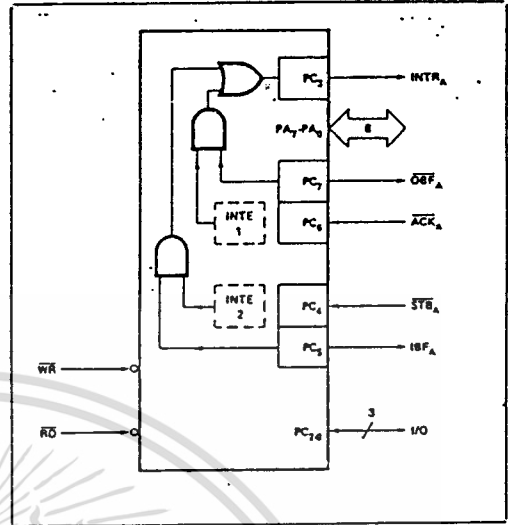 PC₃ INTRA
PA₇-PA₀ 8
PC₇ OBFA
INTE 1 PC₆ ACKA
INTE 2 PC₄ STBA
PC₅ IBFA
WR
RD PC₂₋₀ 3 I/O